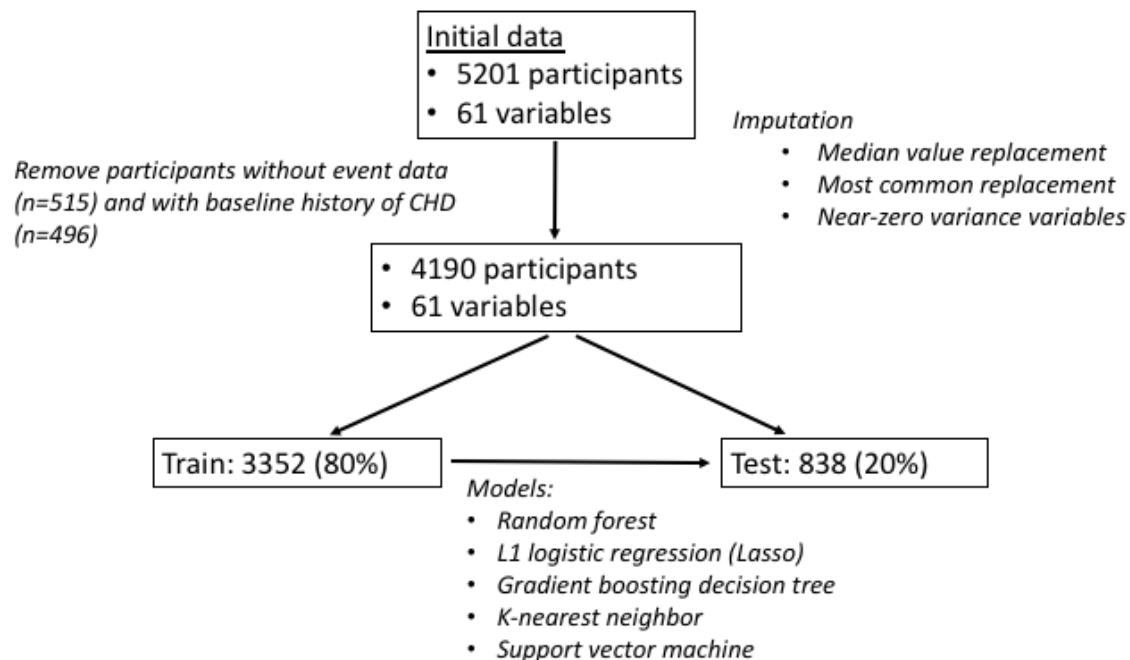 Initial data
• 5201 participants
• 61 variables
Imputation
• Median value replacement
• Most common replacement
• Near-zero variance variables
Remove participants without event data
(n=515) and with baseline history of CHD
(n=496)
• 4190 participants
• 61 variables
Train: 3352 (80%)
Test: 838 (20%)
Models:
• Random forest
• L1 logistic regression (Lasso)
• Gradient boosting decision tree
• K-nearest neighbor
• Support vector machine